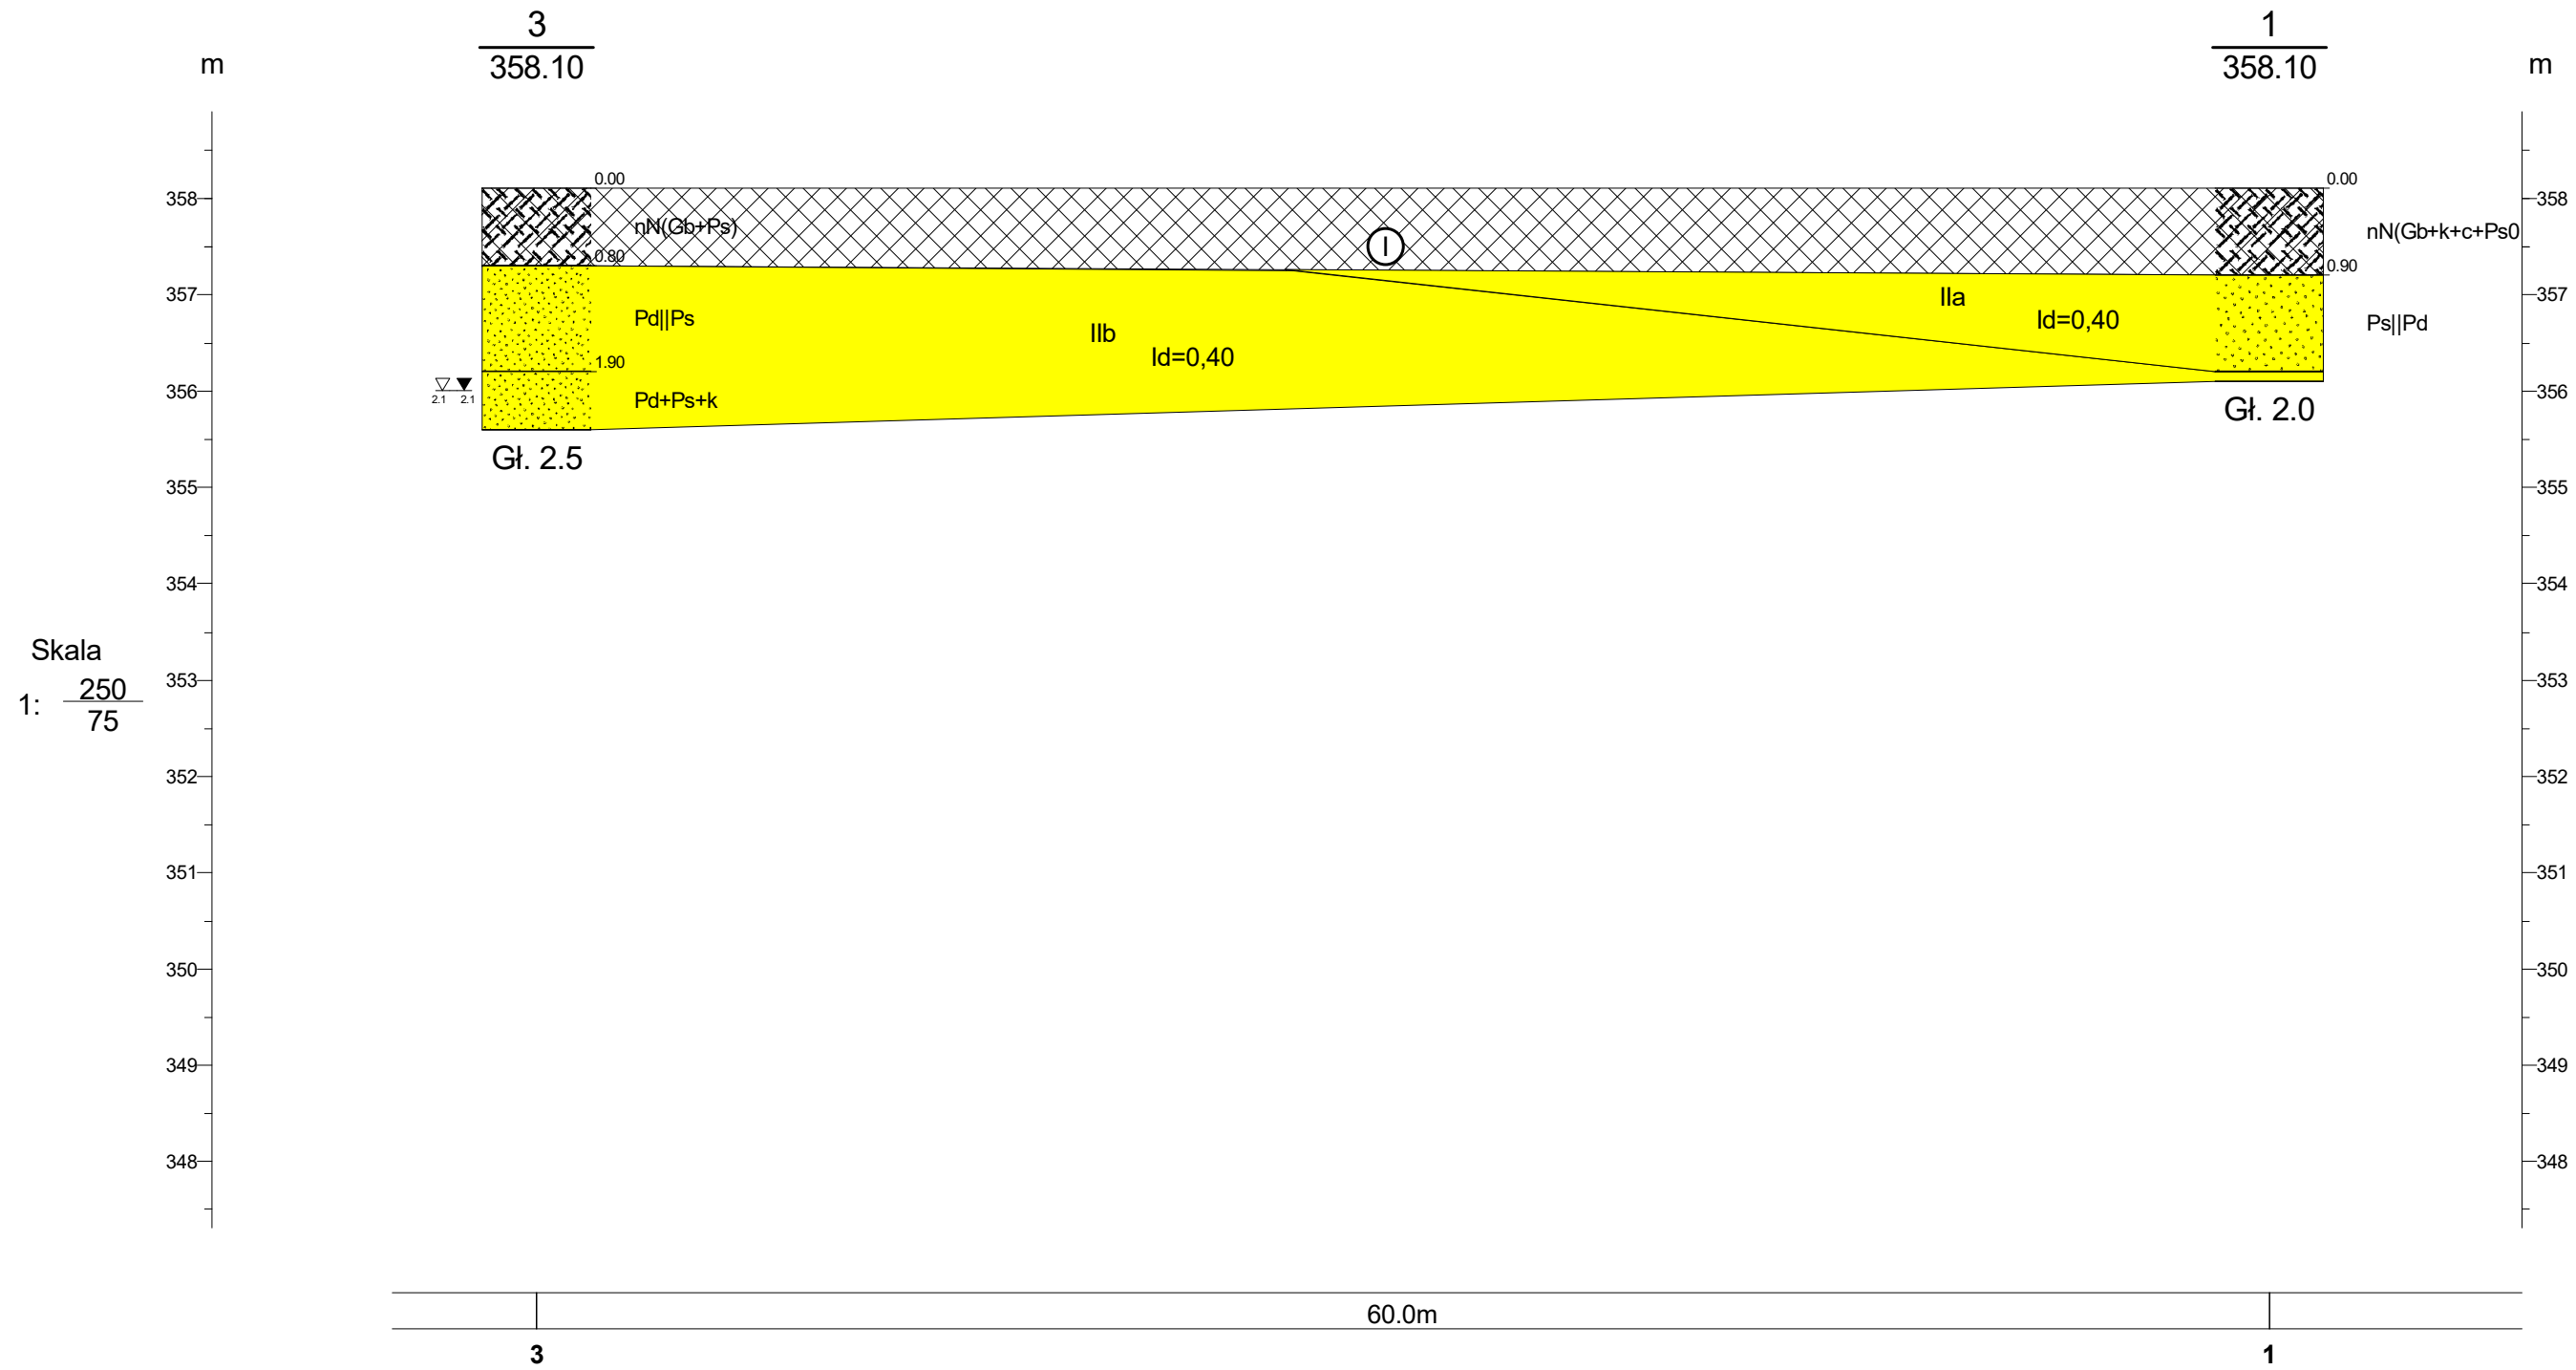 3
1
358.10
358.10
m
m
0.00
0.00
358
358
nN(Gb+Ps)
nN(Gb+k+c+Ps0
I
0.80
0.90
357
357
IIa
Pd||Ps
Id=0,40
Ps||Pd
IIb
Id=0,40
1.90
356
356
2.1 2.1
Pd+Ps+k
Gł. 2.0
Gł. 2.5
355
355
354
354
Skala
353
353
1: 250
75
352
352
351
351
350
350
349
349
348
348
60.0m
3
1